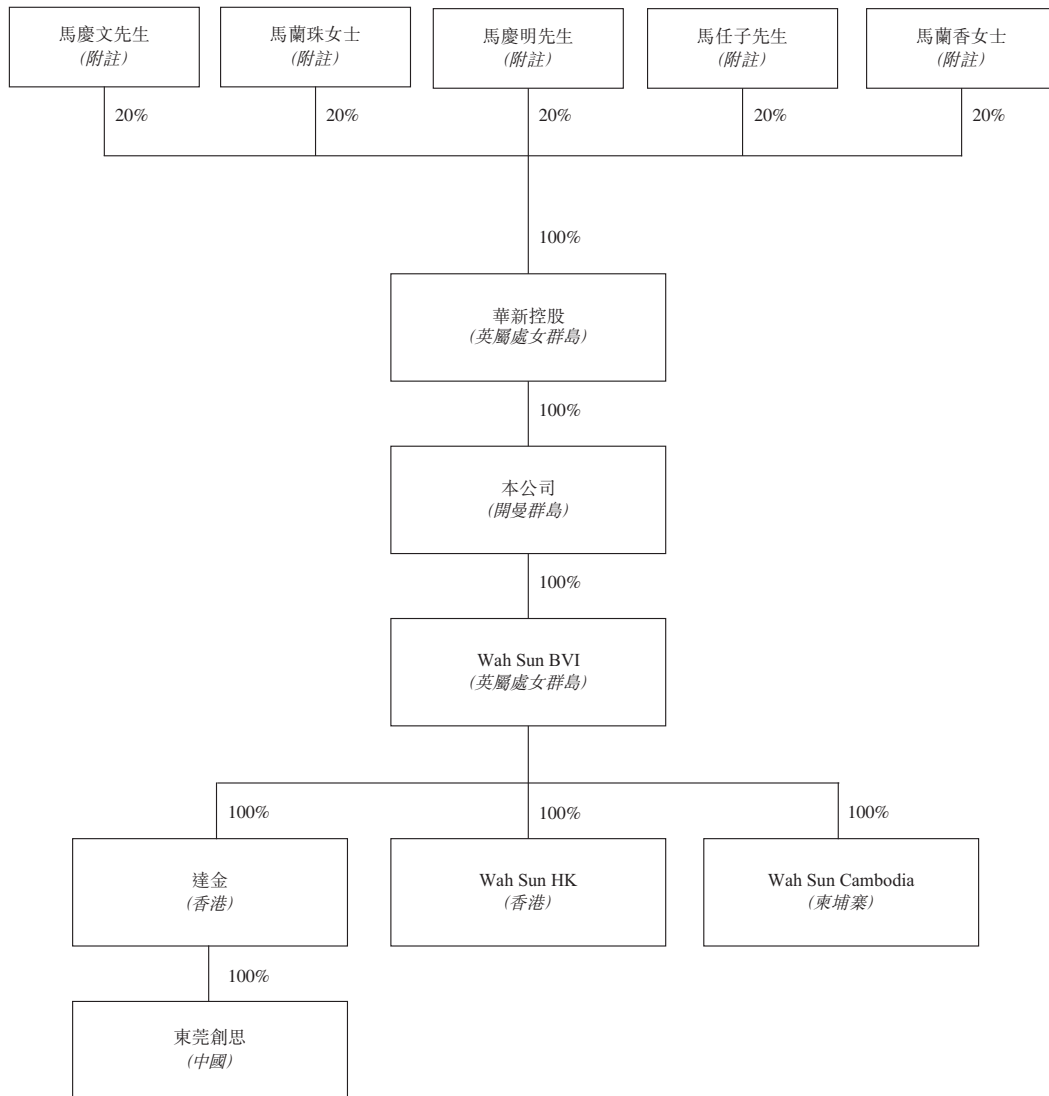 馬慶文先生
(附註)
馬蘭珠女士
(附註)
馬慶明先生
(附註)
馬任子先生
(附註)
馬蘭香女士
(附註)
20%
20%
20%
20%
20%
100%
華新控股
(英屬處女群島)
100%
本公司
(開曼群島)
100%
Wah Sun BVI
(英屬處女群島)
100%
100%
100%
達金
(香港)
Wah Sun HK
(香港)
Wah Sun Cambodia
(柬埔寨)
100%
東莞創思
(中國)